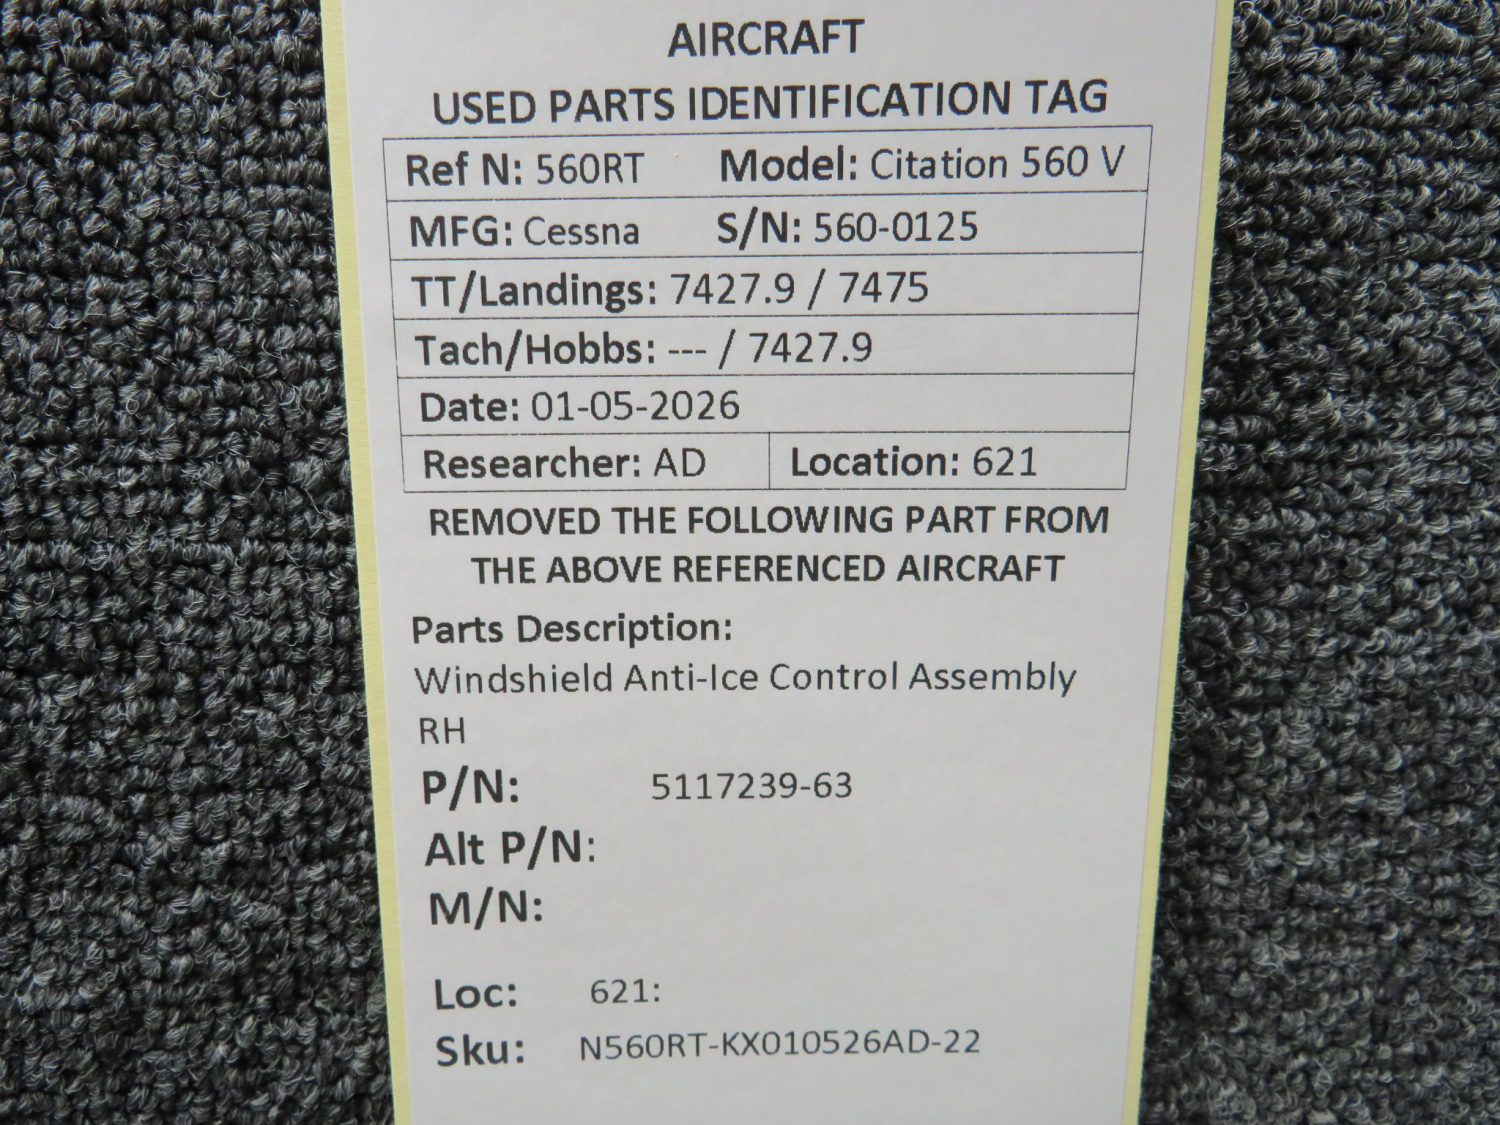 AIRCRAFT
USED PARTS IDENTIFICATION TAG
Ref N: 560RT Model: Citation 560 V
MFG: Cessna S/N: 560-0125
TT/Landings: 7427.9 / 7475
Tach/Hobbs: --- / 7427.9
Date: 01-05-2026
Researcher: AD Location: 621
REMOVED THE FOLLOWING PART FROM
THE ABOVE REFERENCED AIRCRAFT
Parts Description:
Windshield Anti-Ice Control Assembly
RH
P/N: 5117239-63
Alt P/N:
M/N:
Loc: 621:
Sku: N560RT-KX010526AD-22